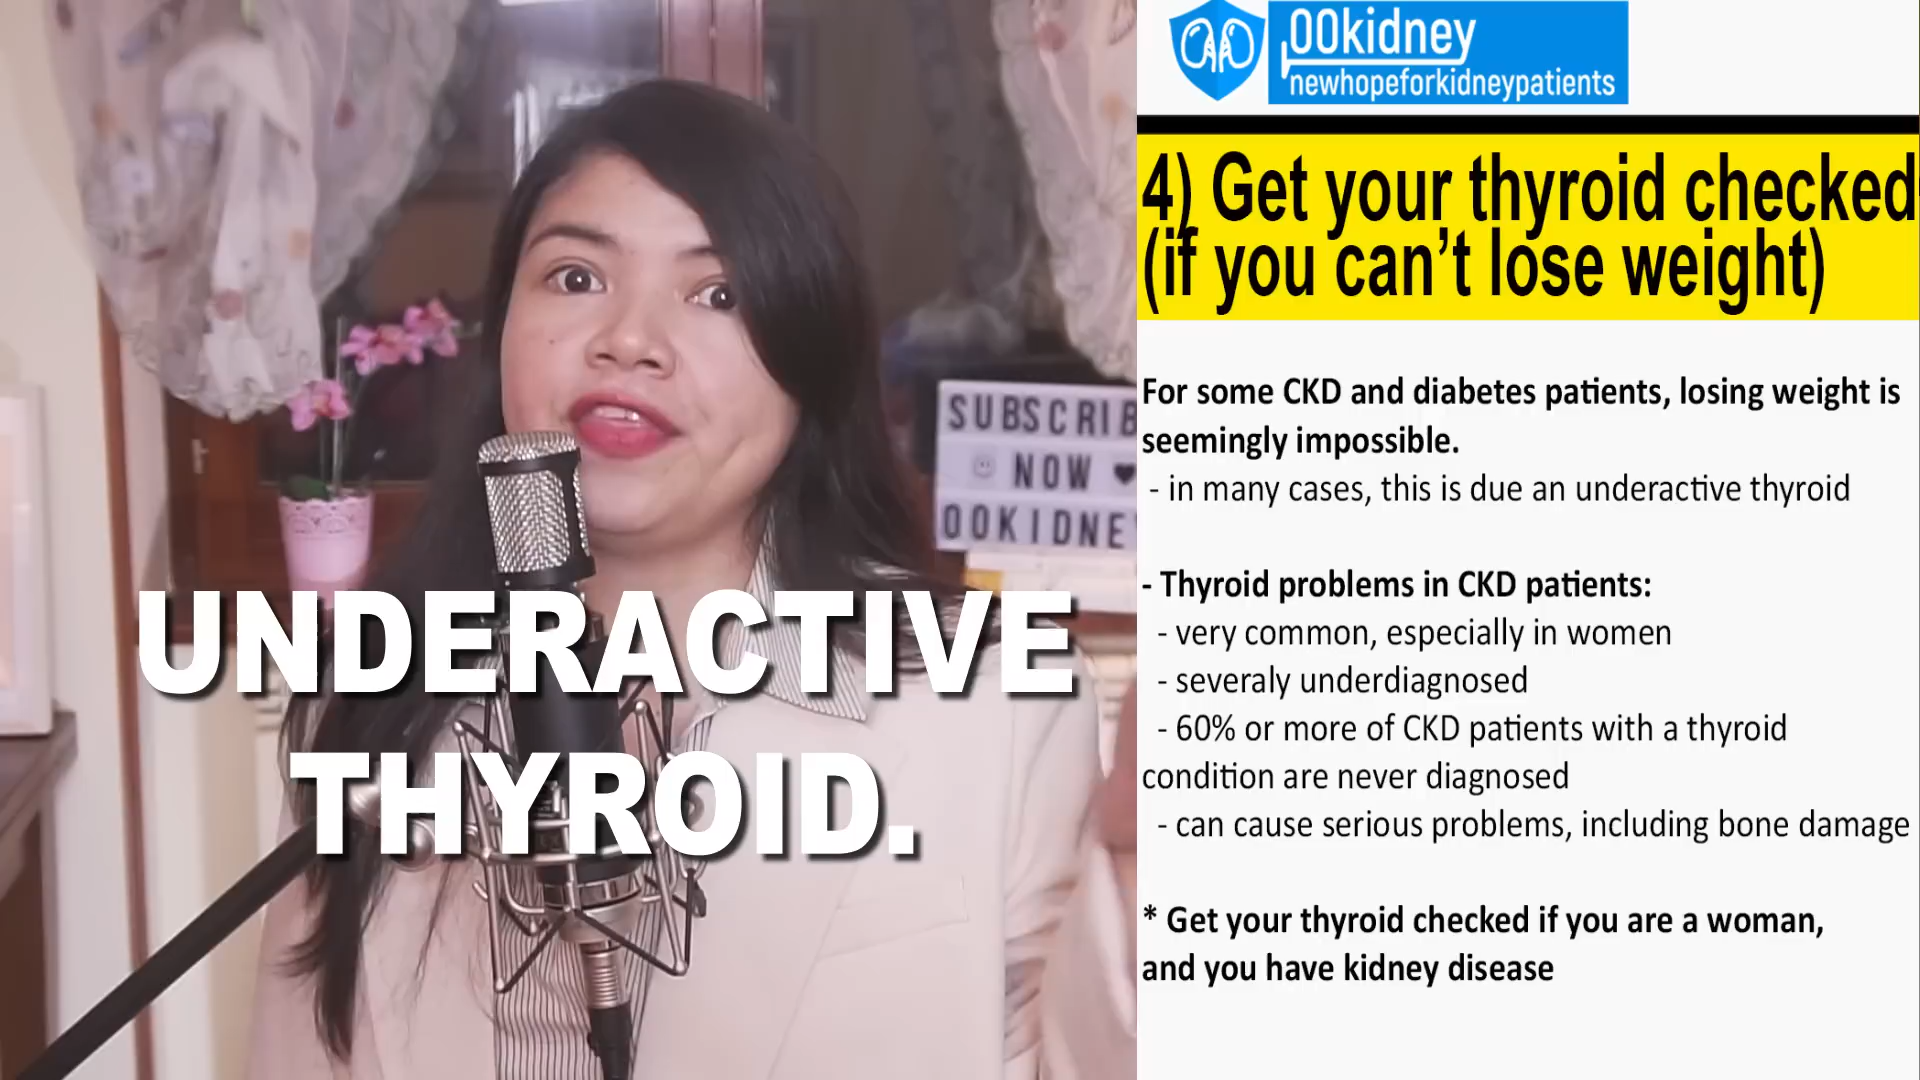 SUBSCRIB
NOW
00KIDNEY
UNDERACTIVE
THYROID.
00kidney
newhopeforkidneypatients
4) Get your thyroid checked
(if you can't lose weight)
For some CKD and diabetes patients, losing weight is
seemingly impossible.
- in many cases, this is due an underactive thyroid
- Thyroid problems in CKD patients:
- very common, especially in women
- severaly underdiagnosed
- 60% or more of CKD patients with a thyroid
condition are never diagnosed
- can cause serious problems, including bone damage
* Get your thyroid checked if you are a woman,
and you have kidney disease